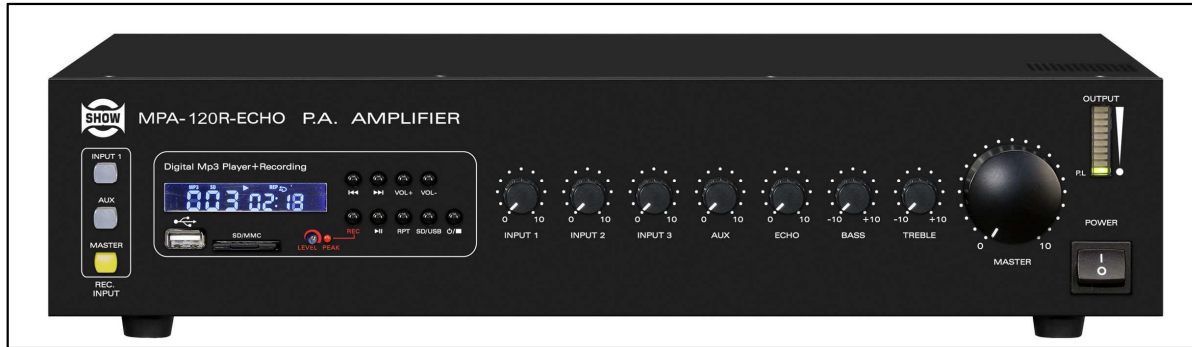 SHOW
MPA-120R-ECHO P.A. AMPLIFIER
INPUT 1
AUX
MASTER
REC.
INPUT
Digital Mp3 Player+Recording
MP3 SD REP
003 02:18
VOL+ VOL-
SD/MMC
LEVEL PEAK
REC RPT SD/USB
0 10
INPUT 1
0 10
INPUT 2
0 10
INPUT 3
0 10
AUX
0 10
ECHO
-10 +10
BASS
-10 +10
TREBLE
0 10
MASTER
OUTPUT
P.L
POWER
I
O